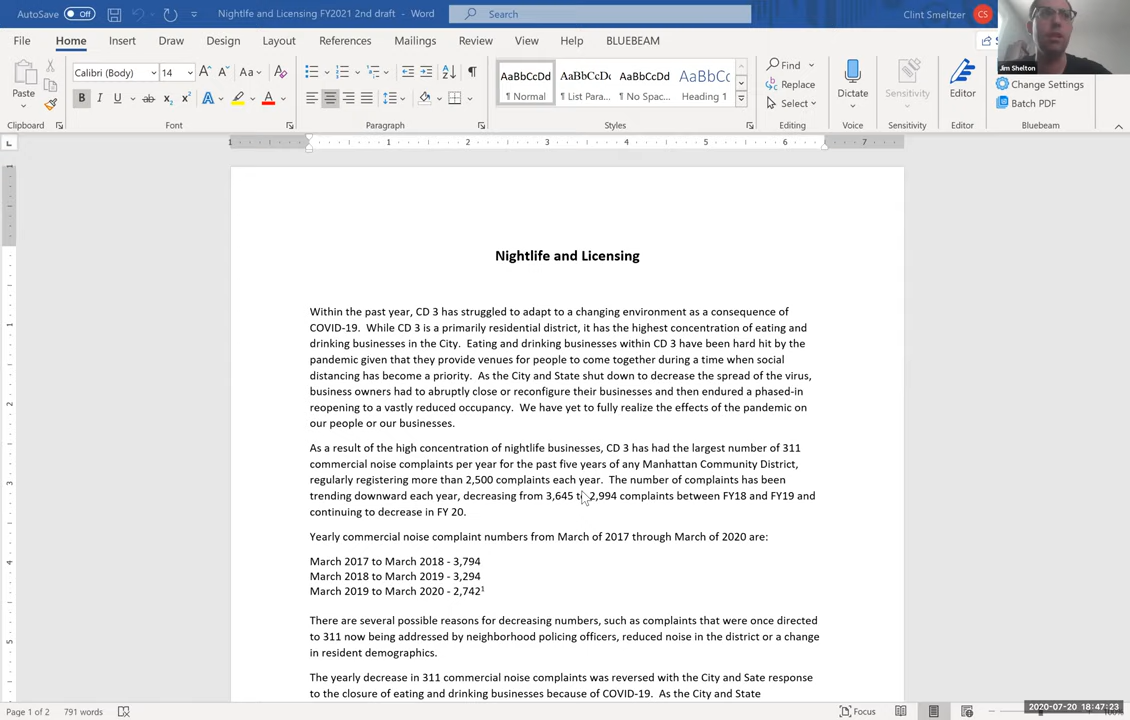 AutoSave Off Nightlfe and Licensing FY2021 2nd draft - Word Search Clint Smeltzer CS
File Home Insert Draw Design Layout References Mailings Review View Help BLUEBEAM
Jim Shelton
Paste Calibri (Body) 14 AaBbCcDd AaBbCcDc AaBbCcDd AaBbCc Find Replace Select
¶ Normal ¶ List Para... ¶ No Spac... Heading 1
Dictate Sensitivity Editor Change Settings Batch PDF
Clipboard Font Paragraph Styles Editing Voice Sensitivity Editor Bluebeam
Nightlife and Licensing
Within the past year, CD 3 has struggled to adapt to a changing environment as a consequence of
COVID-19. While CD 3 is a primarily residential district, it has the highest concentration of eating and
drinking businesses in the City. Eating and drinking businesses within CD 3 have been hard hit by the
pandemic given that they provide venues for people to come together during a time when social
distancing has become a priority. As the City and State shut down to decrease the spread of the virus,
business owners had to abruptly close or reconfigure their businesses and then endured a phased-in
reopening to a vastly reduced occupancy. We have yet to fully realize the effects of the pandemic on
our people or our businesses.
As a result of the high concentration of nightlife businesses, CD 3 has had the largest number of 311
commercial noise complaints per year for the past five years of any Manhattan Community District,
regularly registering more than 2,500 complaints each year. The number of complaints has been
trending downward each year, decreasing from 3,645 to 2,994 complaints between FY18 and FY19 and
continuing to decrease in FY 20.
Yearly commercial noise complaint numbers from March of 2017 through March of 2020 are:
March 2017 to March 2018 - 3,794
March 2018 to March 2019 - 3,294
March 2019 to March 2020 - 2,742¹
There are several possible reasons for decreasing numbers, such as complaints that were once directed
to 311 now being addressed by neighborhood policing officers, reduced noise in the district or a change
in resident demographics.
The yearly decrease in 311 commercial noise complaints was reversed with the City and Sate response
to the closure of eating and drinking businesses because of COVID-19. As the City and State
Page 1 of 2 791 words Focus
2020-07-20 18:47:23